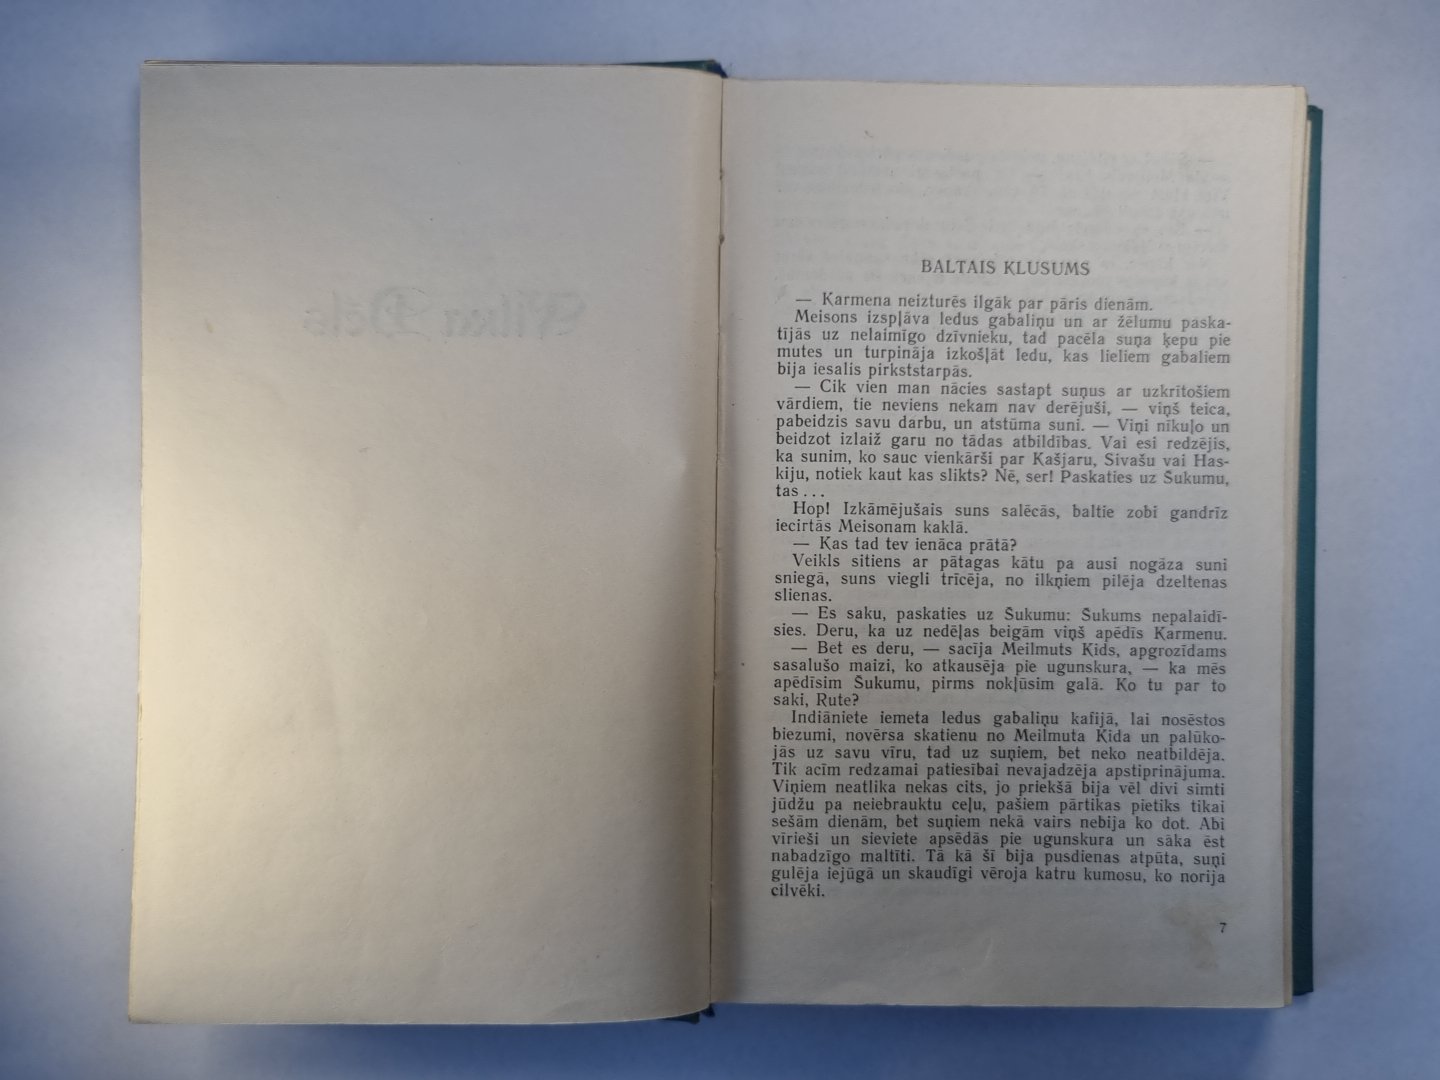 BALTAIS KLUSUMS
— Karmena neizturēs ilgāk par pāris dienām.
Meisons izspļāva ledus gabaliņu un ar žēlumu paska-
tījās uz nelaimīgo dzīvnieku, tad pacēla suņa ķepu pie
mutes un turpināja izkošļāt ledu, kas lieliem gabaliem
bija iesalis pirkststarpās.
— Cik vien man nācies sastapt suņus ar uzkrītošiem
vārdiem, tie neviens nekam nav derējuši, — viņš teica,
pabeidzis savu darbu, un atstūma suni. — Viņi nīkuļo un
beidzot izlaiž garu no tādas atbildības. Vai esi redzējis,
ka sunim, ko sauc vienkārši par Kašjaru, Sivašu vai Has-
kiju, notiek kaut kas slikts? Nē, ser! Paskaties uz Šukumu,
tas ...
Hop! Izkāmējušais suns salēcās, baltie zobi gandrīz
iecirtās Meisonam kaklā.
— Kas tad tev ienāca prātā?
Veikls sitiens ar pātagas kātu pa ausi nogāza suni
sniegā, suns viegli trīcēja, no ilkņiem pilēja dzeltenas
slienas.
— Es saku, paskaties uz Šukumu: Šukums nepalaidī-
sies. Deru, ka uz nedēļas beigām viņš apēdīs Karmenu.
— Bet es deru, — sacīja Meilmuts Kids, apgrozīdams
sasalušo maizi, ko atkausēja pie ugunskura, — ka mēs
apēdīsim Šukumu, pirms nokļūsim galā. Ko tu par to
saki, Rute?
Indiāniete iemeta ledus gabaliņu kafijā, lai nosēstos
biezumi, novērsa skatienu no Meilmuta Kida un palūko-
jās uz savu vīru, tad uz suņiem, bet neko neatbildēja.
Tik acīm redzamai patiesībai nevajadzēja apstiprinājuma.
Viņiem neatlika nekas cits, jo priekšā bija vēl divi simti
jūdžu pa neiebrauktu ceļu, pašiem pārtikas pietiks tikai
sešām dienām, bet suņiem nekā vairs nebija ko dot. Abi
vīrieši un sieviete apsēdās pie ugunskura un sāka ēst
nabadzīgo maltīti. Tā kā šī bija pusdienas atpūta, suņi
gulēja iejūgā un skaudīgi vēroja katru kumosu, ko norija
cilvēki.
7